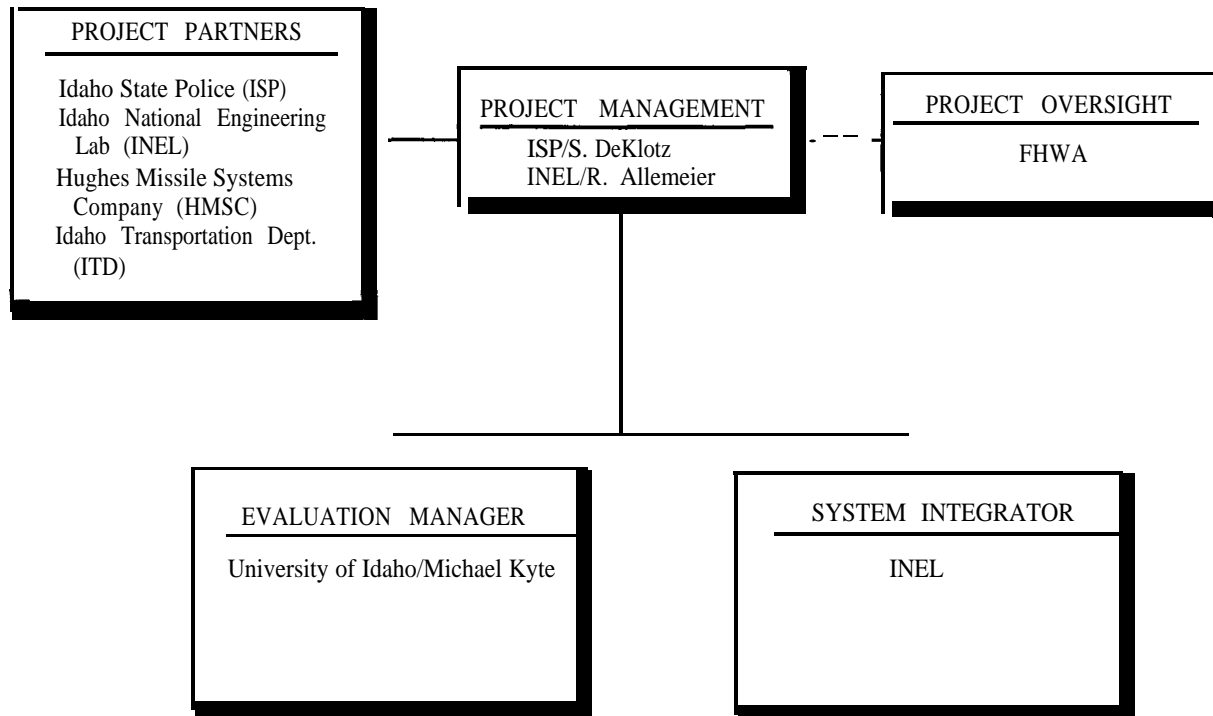 PROJECT PARTNERS
Idaho State Police (ISP)
Idaho National Engineering
Lab (INEL)
Hughes Missile Systems
Company (HMSC)
Idaho Transportation Dept.
(ITD)
PROJECT MANAGEMENT
ISP/S. DeKlotz
INEL/R. Allemeier
PROJECT OVERSIGHT
FHWA
EVALUATION MANAGER
University of Idaho/Michael Kyte
SYSTEM INTEGRATOR
INEL